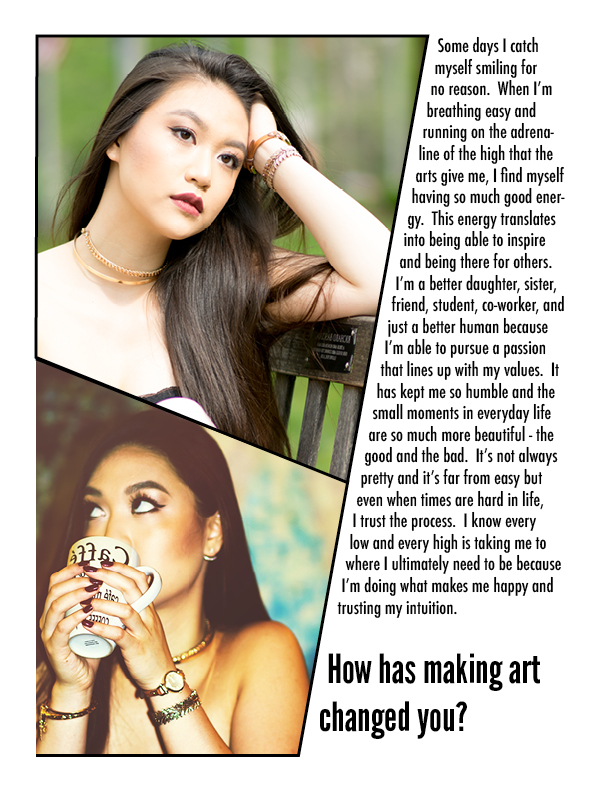 Some days I catch
myself smiling for
no reason.  When I'm
breathing easy and
running on the adrena-
line of the high that the
arts give me, I find myself
having so much good ener-
gy.  This energy translates
into being able to inspire
and being there for others.
I'm a better daughter, sister,
friend, student, co-worker, and
just a better human because
I'm able to pursue a passion
that lines up with my values.  It
has kept me so humble and the
small moments in everyday life
are so much more beautiful - the
good and the bad.  It's not always
pretty and it's far from easy but
even when times are hard in life,
I trust the process.  I know every
low and every high is taking me to
where I ultimately need to be because
I'm doing what makes me happy and
trusting my intuition.
How has making art
changed you?
Caffé